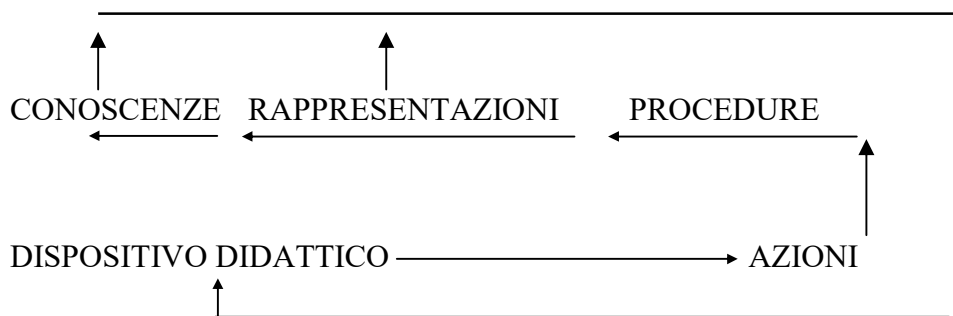 CONOSCENZE RAPPRESENTAZIONI PROCEDURE
DISPOSITIVO DIDATTICO AZIONI